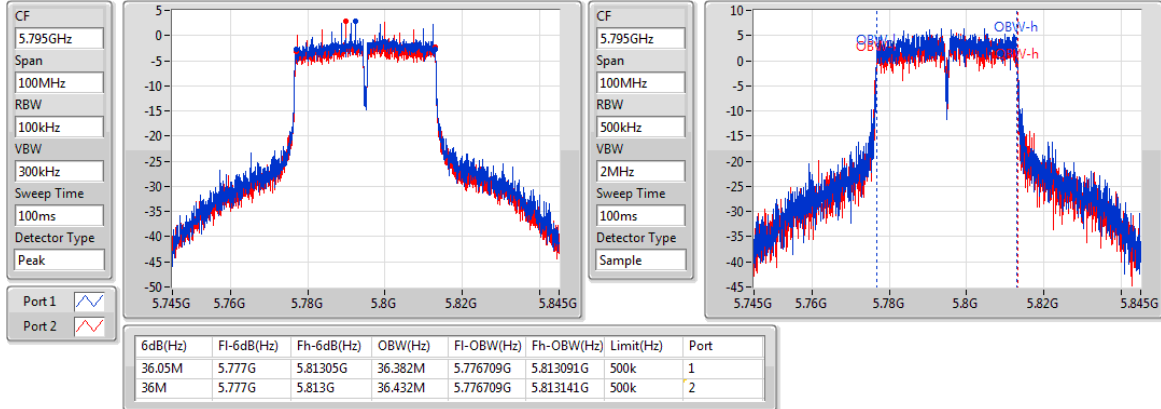 CF
5.795GHz
Span
100MHz
RBW
100kHz
VBW
300kHz
Sweep Time
100ms
Detector Type
Peak
Port 1
Port 2
5
0
-5
-10
-15
-20
-25
-30
-35
-40
-45
-50
5.745G 5.76G 5.78G 5.8G 5.82G 5.845G
CF
5.795GHz
Span
100MHz
RBW
500kHz
VBW
2MHz
Sweep Time
100ms
Detector Type
Sample
10
5
0
-5
-10
-15
-20
-25
-30
-35
-40
-45
OBW-h
OBW-h
5.745G 5.76G 5.78G 5.8G 5.82G 5.845G
6dB(Hz) Fl-6dB(Hz) Fh-6dB(Hz) OBW(Hz) Fl-OBW(Hz) Fh-OBW(Hz) Limit(Hz) Port
36.05M 5.777G 5.81305G 36.382M 5.776709G 5.813091G 500k 1
36M 5.777G 5.813G 36.432M 5.776709G 5.813141G 500k 2